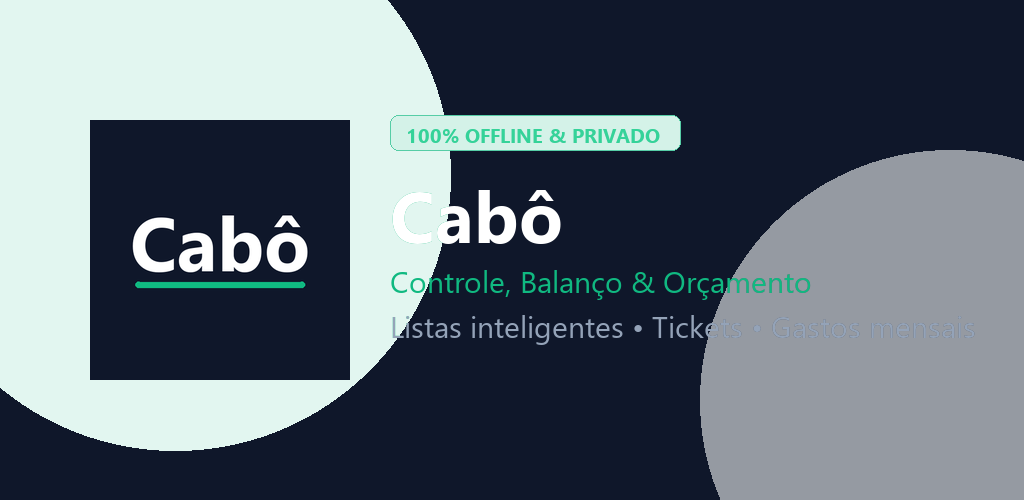 Cabô
100% OFFLINE & PRIVADO
Cabô
Controle, Balanço & Orçamento
Listas inteligentes • Tickets • Gastos mensais